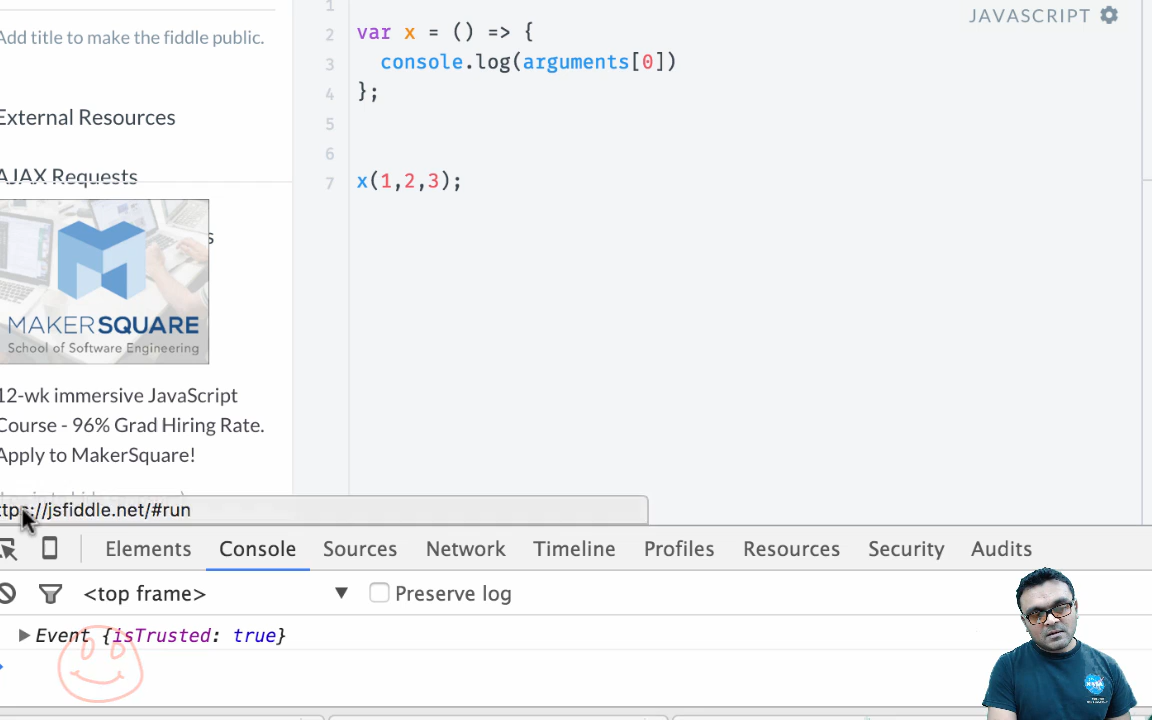 Add title to make the fiddle public.
External Resources
AJAX Requests
s
MAKERSQUARE
School of Software Engineering
12-wk immersive JavaScript
Course - 96% Grad Hiring Rate.
Apply to MakerSquare!
ttps://jsfiddle.net/#run
JAVASCRIPT
1
2 var x = () => {
3 console.log(arguments[0])
4 };
5
6
7 x(1,2,3);
Elements Console Sources Network Timeline Profiles Resources Security Audits
<top frame> ▼ Preserve log
Event {isTrusted: true}